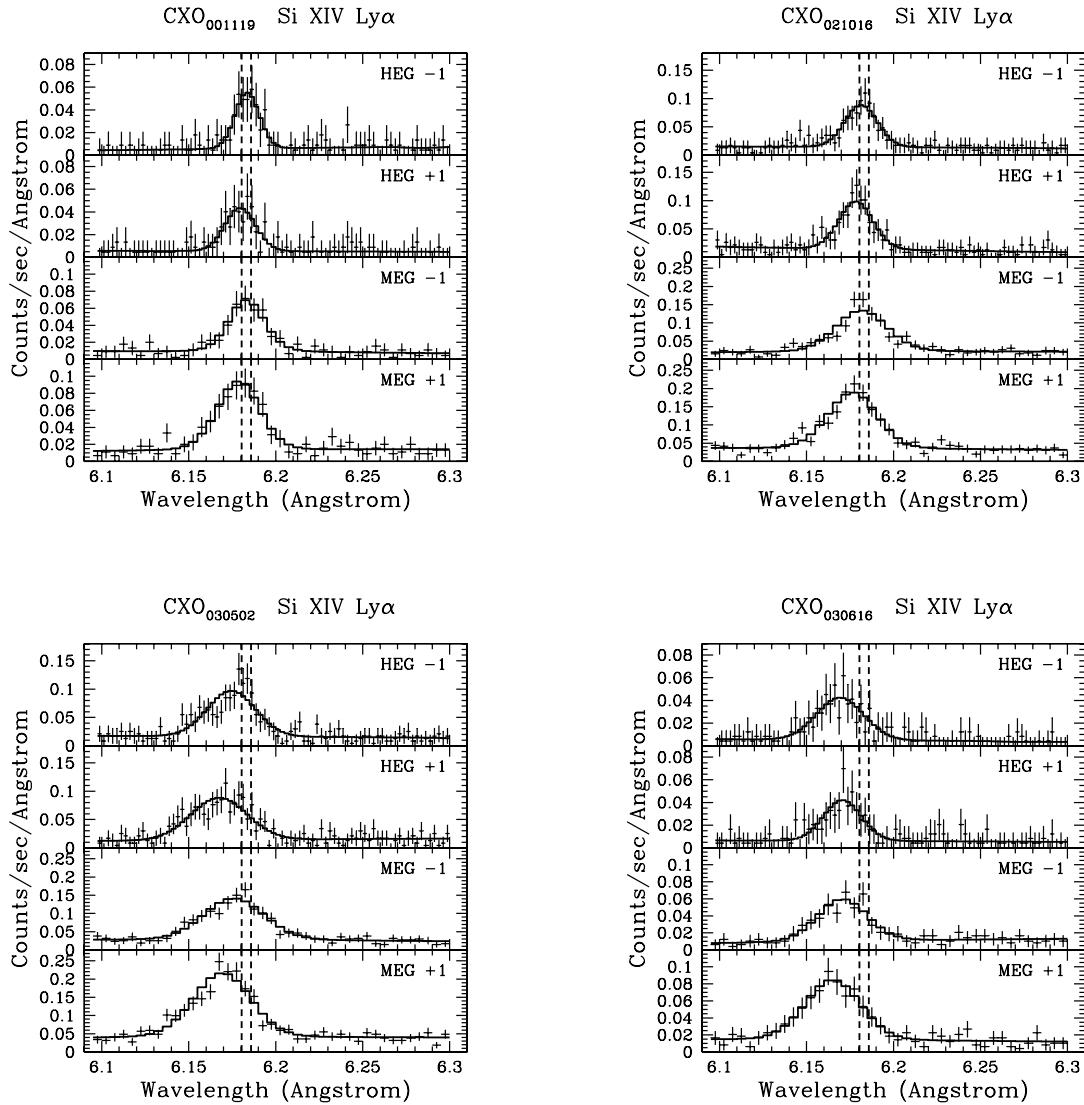 CXO001119 Si XIV Lyα
HEG −1
0.08
0.06
0.04
0.02
0
HEG +1
0.08
0.06
0.04
0.02
0
MEG −1
0.1
0.08
0.06
0.04
0.02
0
MEG +1
0.1
0.08
0.06
0.04
0.02
0
Counts/sec/Angstrom
6.1 6.15 6.2 6.25 6.3
Wavelength (Angstrom)
CXO021016 Si XIV Lyα
HEG −1
0.15
0.1
0.05
0
HEG +1
0.15
0.1
0.05
0
MEG −1
0.25
0.2
0.15
0.1
0.05
0
MEG +1
0.25
0.2
0.15
0.1
0.05
0
Counts/sec/Angstrom
6.1 6.15 6.2 6.25 6.3
Wavelength (Angstrom)
CXO030502 Si XIV Lyα
HEG −1
0.15
0.1
0.05
0
HEG +1
0.15
0.1
0.05
0
MEG −1
0.25
0.2
0.15
0.1
0.05
0
MEG +1
0.25
0.2
0.15
0.1
0.05
0
Counts/sec/Angstrom
6.1 6.15 6.2 6.25 6.3
Wavelength (Angstrom)
CXO030616 Si XIV Lyα
HEG −1
0.08
0.06
0.04
0.02
0
HEG +1
0.08
0.06
0.04
0.02
0
MEG −1
0.1
0.08
0.06
0.04
0.02
0
MEG +1
0.1
0.08
0.06
0.04
0.02
0
Counts/sec/Angstrom
6.1 6.15 6.2 6.25 6.3
Wavelength (Angstrom)